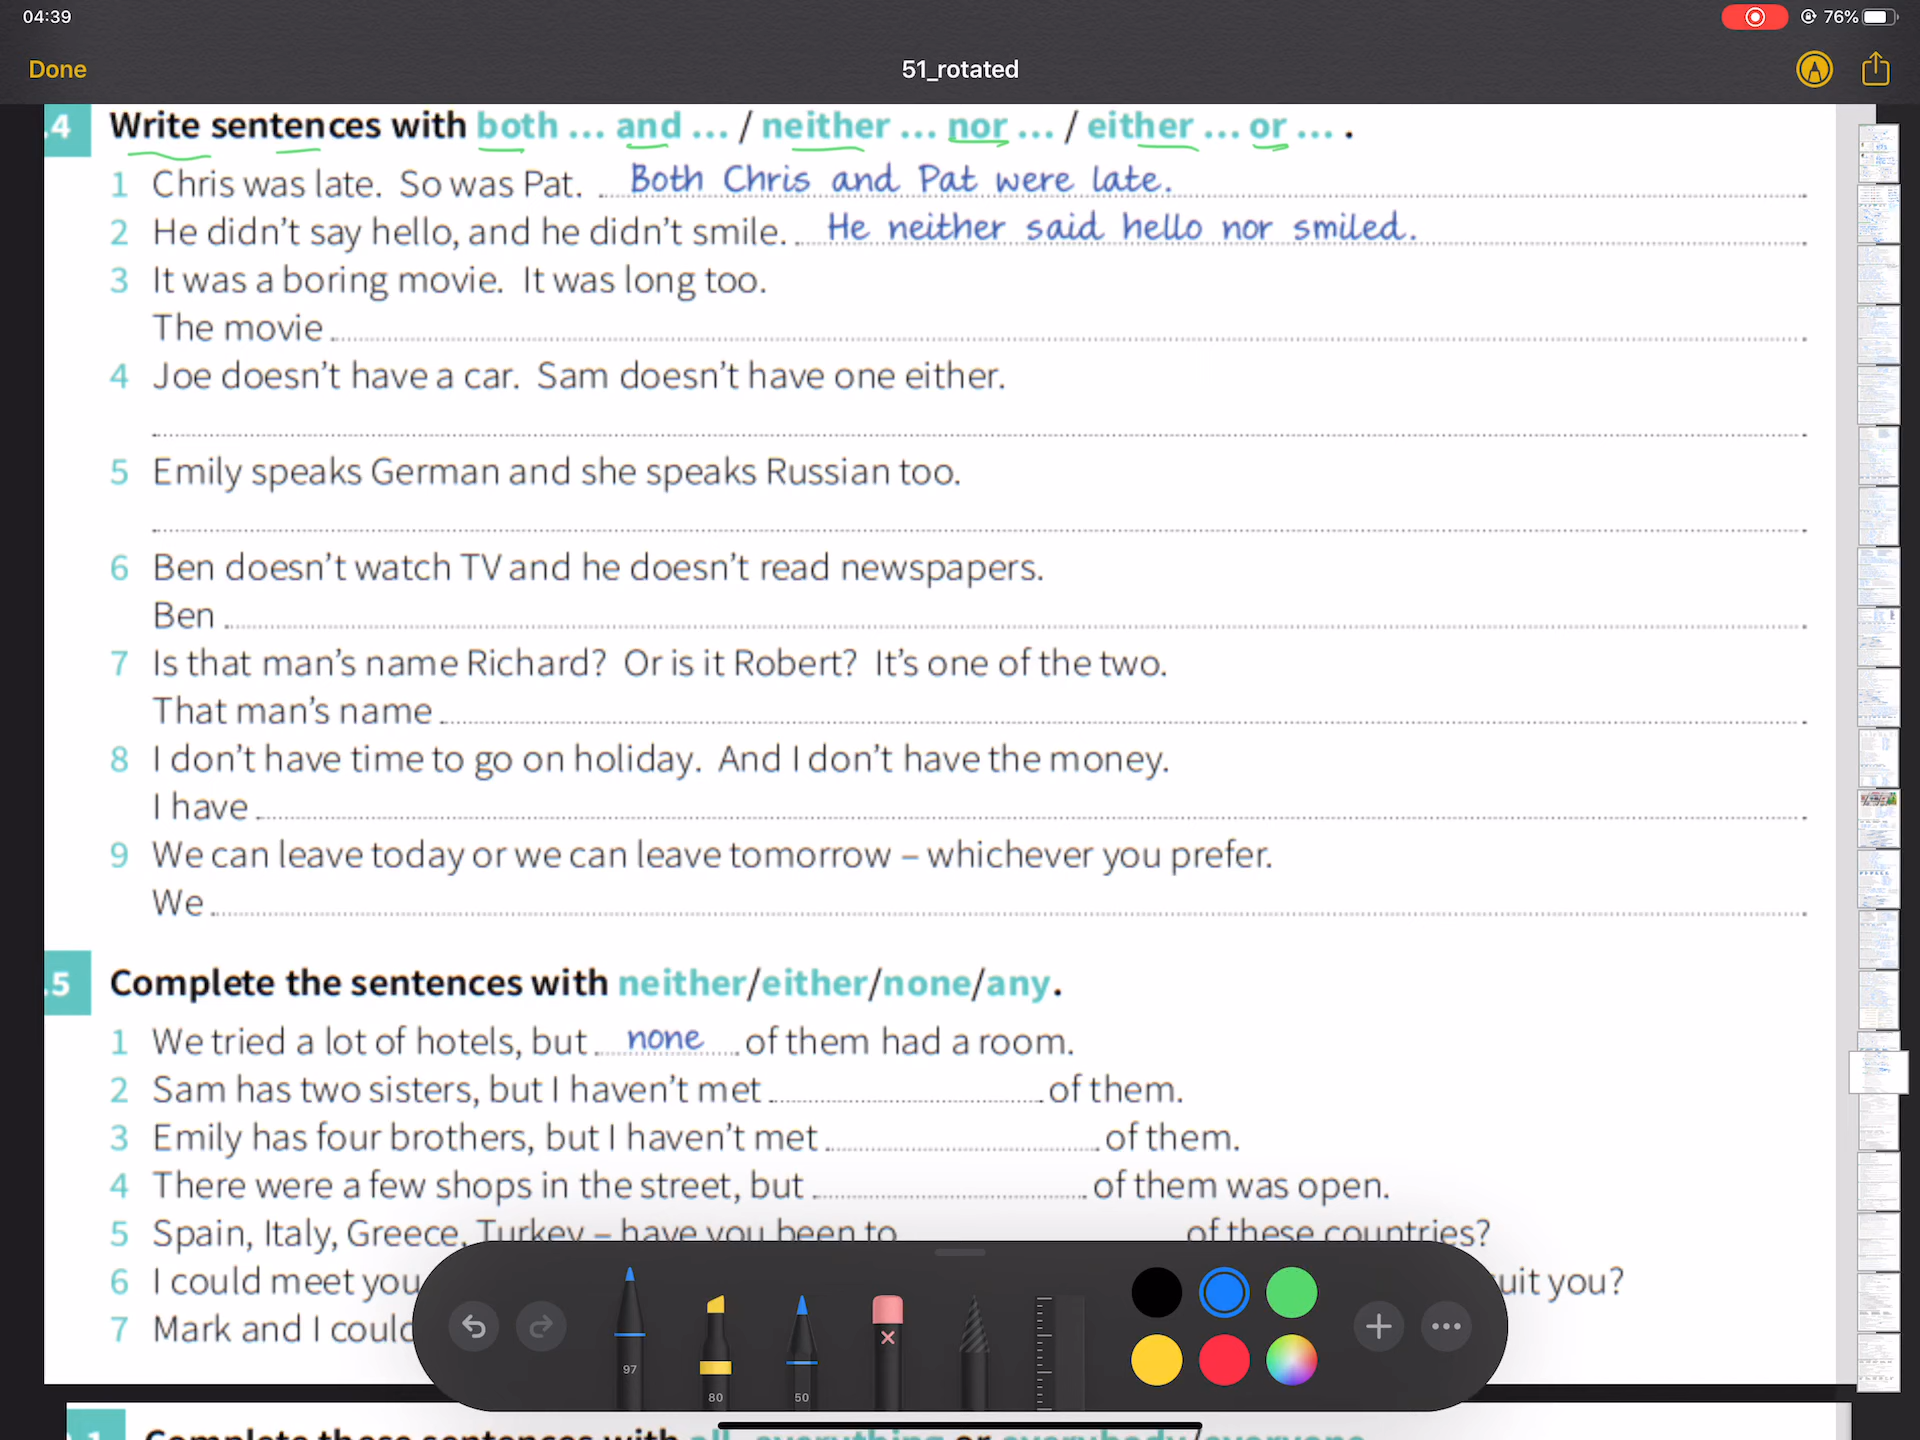 04:39
76%
Done
51_rotated
.4 Write sentences with both ... and ... / neither ... nor ... / either ... or ... .
1 Chris was late. So was Pat. Both Chris and Pat were late.
2 He didn't say hello, and he didn't smile. He neither said hello nor smiled.
3 It was a boring movie. It was long too.
The movie
4 Joe doesn't have a car. Sam doesn't have one either.
5 Emily speaks German and she speaks Russian too.
6 Ben doesn't watch TV and he doesn't read newspapers.
Ben
7 Is that man's name Richard? Or is it Robert? It's one of the two.
That man's name
8 I don't have time to go on holiday. And I don't have the money.
I have
9 We can leave today or we can leave tomorrow – whichever you prefer.
We
.5 Complete the sentences with neither/either/none/any.
1 We tried a lot of hotels, but none of them had a room.
2 Sam has two sisters, but I haven't met of them.
3 Emily has four brothers, but I haven't met of them.
4 There were a few shops in the street, but of them was open.
5 Spain, Italy, Greece, Turkey – have you been to of these countries?
6 I could meet you uit you?
7 Mark and I could
97 80 50
Complete these sentences with all, everything or everybody/everyone.